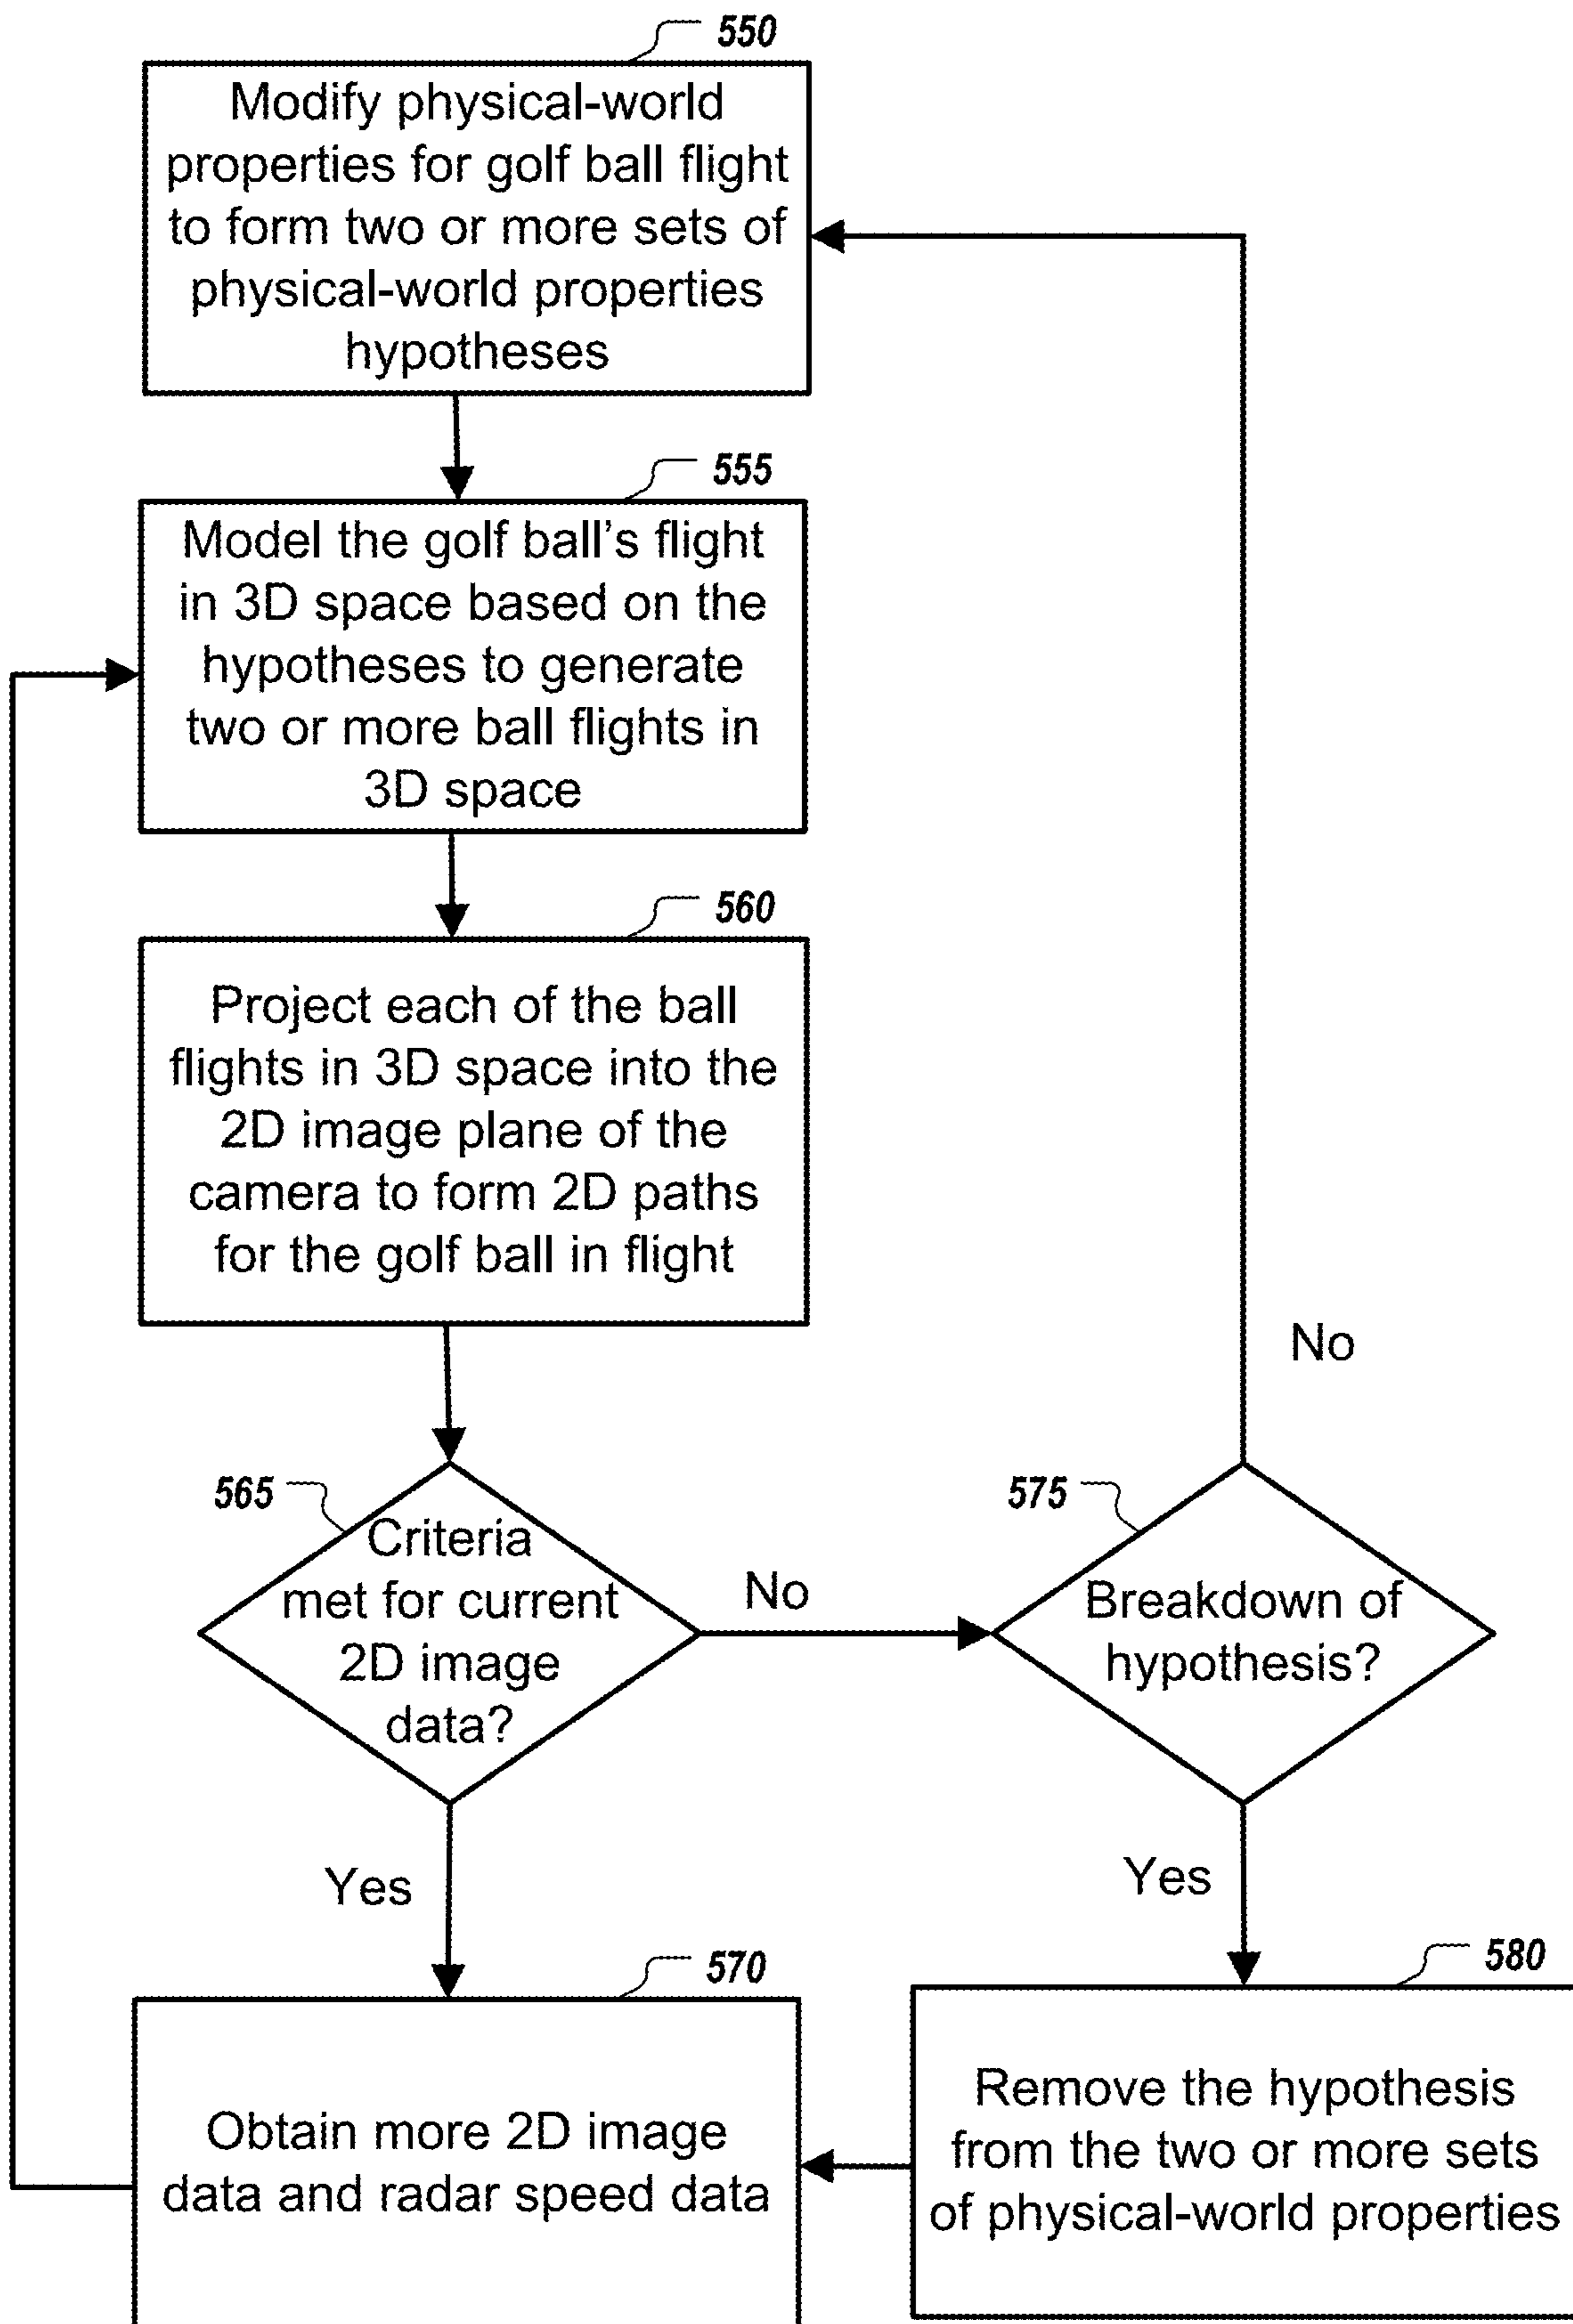 550
Modify physical-world
properties for golf ball flight
to form two or more sets of
physical-world properties
hypotheses
555
Model the golf ball's flight
in 3D space based on the
hypotheses to generate
two or more ball flights in
3D space
560
Project each of the ball
flights in 3D space into the
2D image plane of the
camera to form 2D paths
for the golf ball in flight
No
565
Criteria
met for current
2D image
data?
No
575
Breakdown of
hypothesis?
Yes
Yes
570
Obtain more 2D image
data and radar speed data
580
Remove the hypothesis
from the two or more sets
of physical-world properties